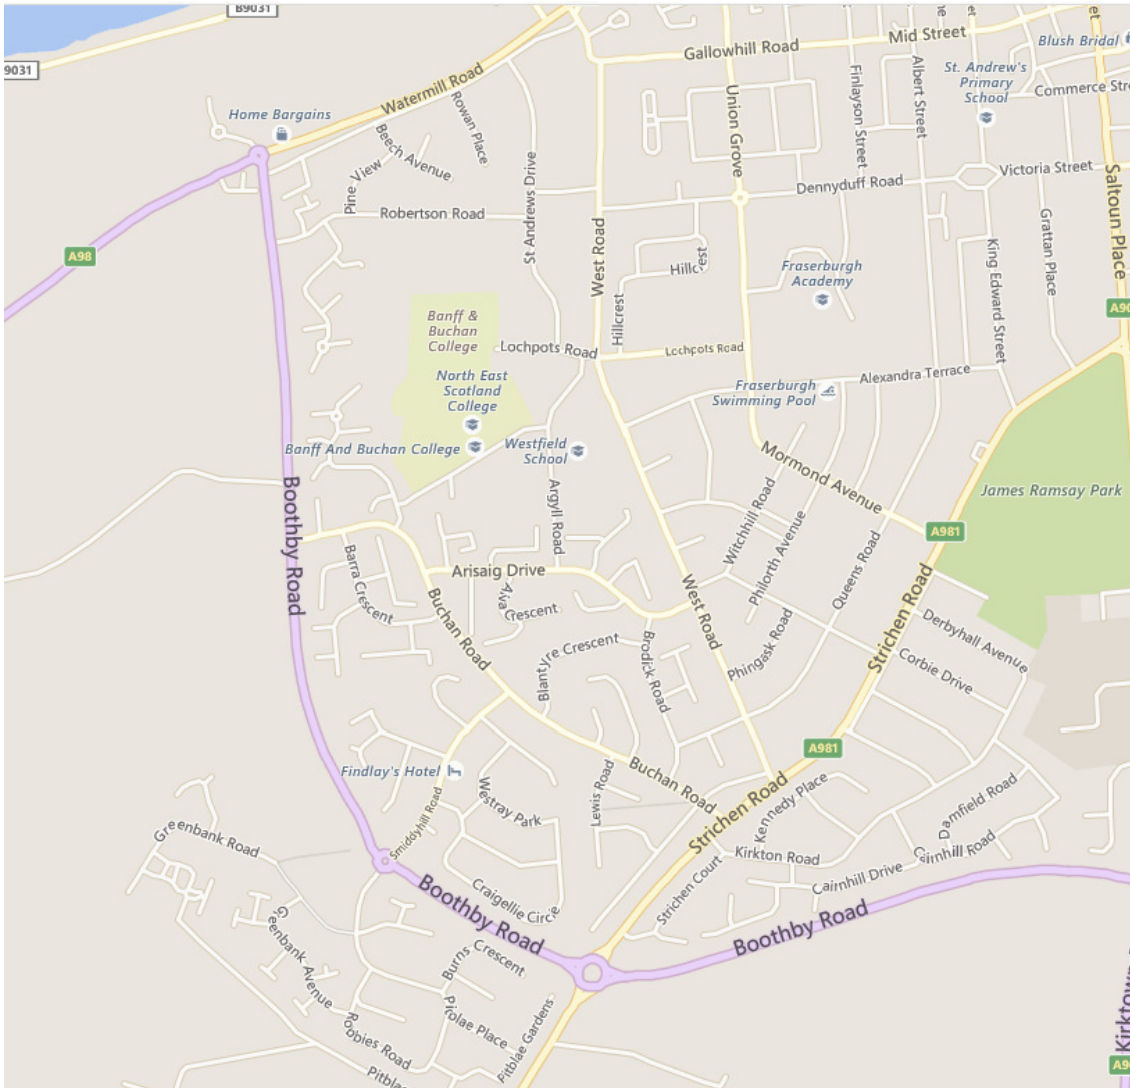 B9031
9031
Mid Street
Gallowhill Road
Blush Bridal
St. Andrew's
Primary
School
Commerce Str
Watermill Road
Home Bargains
Rowan Place
Beech Avenue
Pine View
Union Grove
Finlayson Street
Albert Street
Victoria Street
Dennyduff Road
Saltoun Place
Robertson Road
St Andrews Drive
West Road
Grattan Place
King Edward Street
A98
Hillcrest
Fraserburgh
Academy
Banff &
Buchan
College
Hillcrest
Lochpots Road
Lochpots Road
North East
Scotland
College
Alexandra Terrace
Fraserburgh
Swimming Pool
Banff And Buchan College
Westfield
School
Mormond Avenue
James Ramsay Park
Boothby Road
Argyll Road
Witchhill Road
A981
Philorth Avenue
Queens Road
Barra Crescent
Arisaig Drive
Crescent
Buchan Road
West Road
Strichen Road
Derbyhall Avenue
Corbie Drive
Phingask Road
Brodick Road
Blantyre Crescent
A981
Findlay's Hotel
Buchan Road
Lewis Road
Westray Park
Smiddyhill Road
Strichen Road
Kennedy Place
Damfield Road
Greenbank Road
Kirkton Road
Cairnhill Road
Cairnhill Drive
Strichen Court
Craigellie Circle
Boothby Road
Boothby Road
Greenbank Avenue
Burns Crescent
Place
Pitblae Gardens
Robbies Road
Pitblae
Kirktown